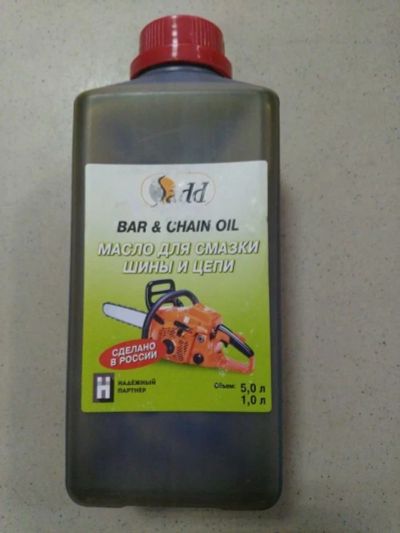 BAR & CHAIN OIL
МАСЛО ДЛЯ СМАЗКИ
ШИНЫ И ЦЕПИ
СДЕЛАНО
В РОССИИ
Н
НАДЁЖНЫЙ
ПАРТНЁР
Объем: 5,0 л
1,0 л